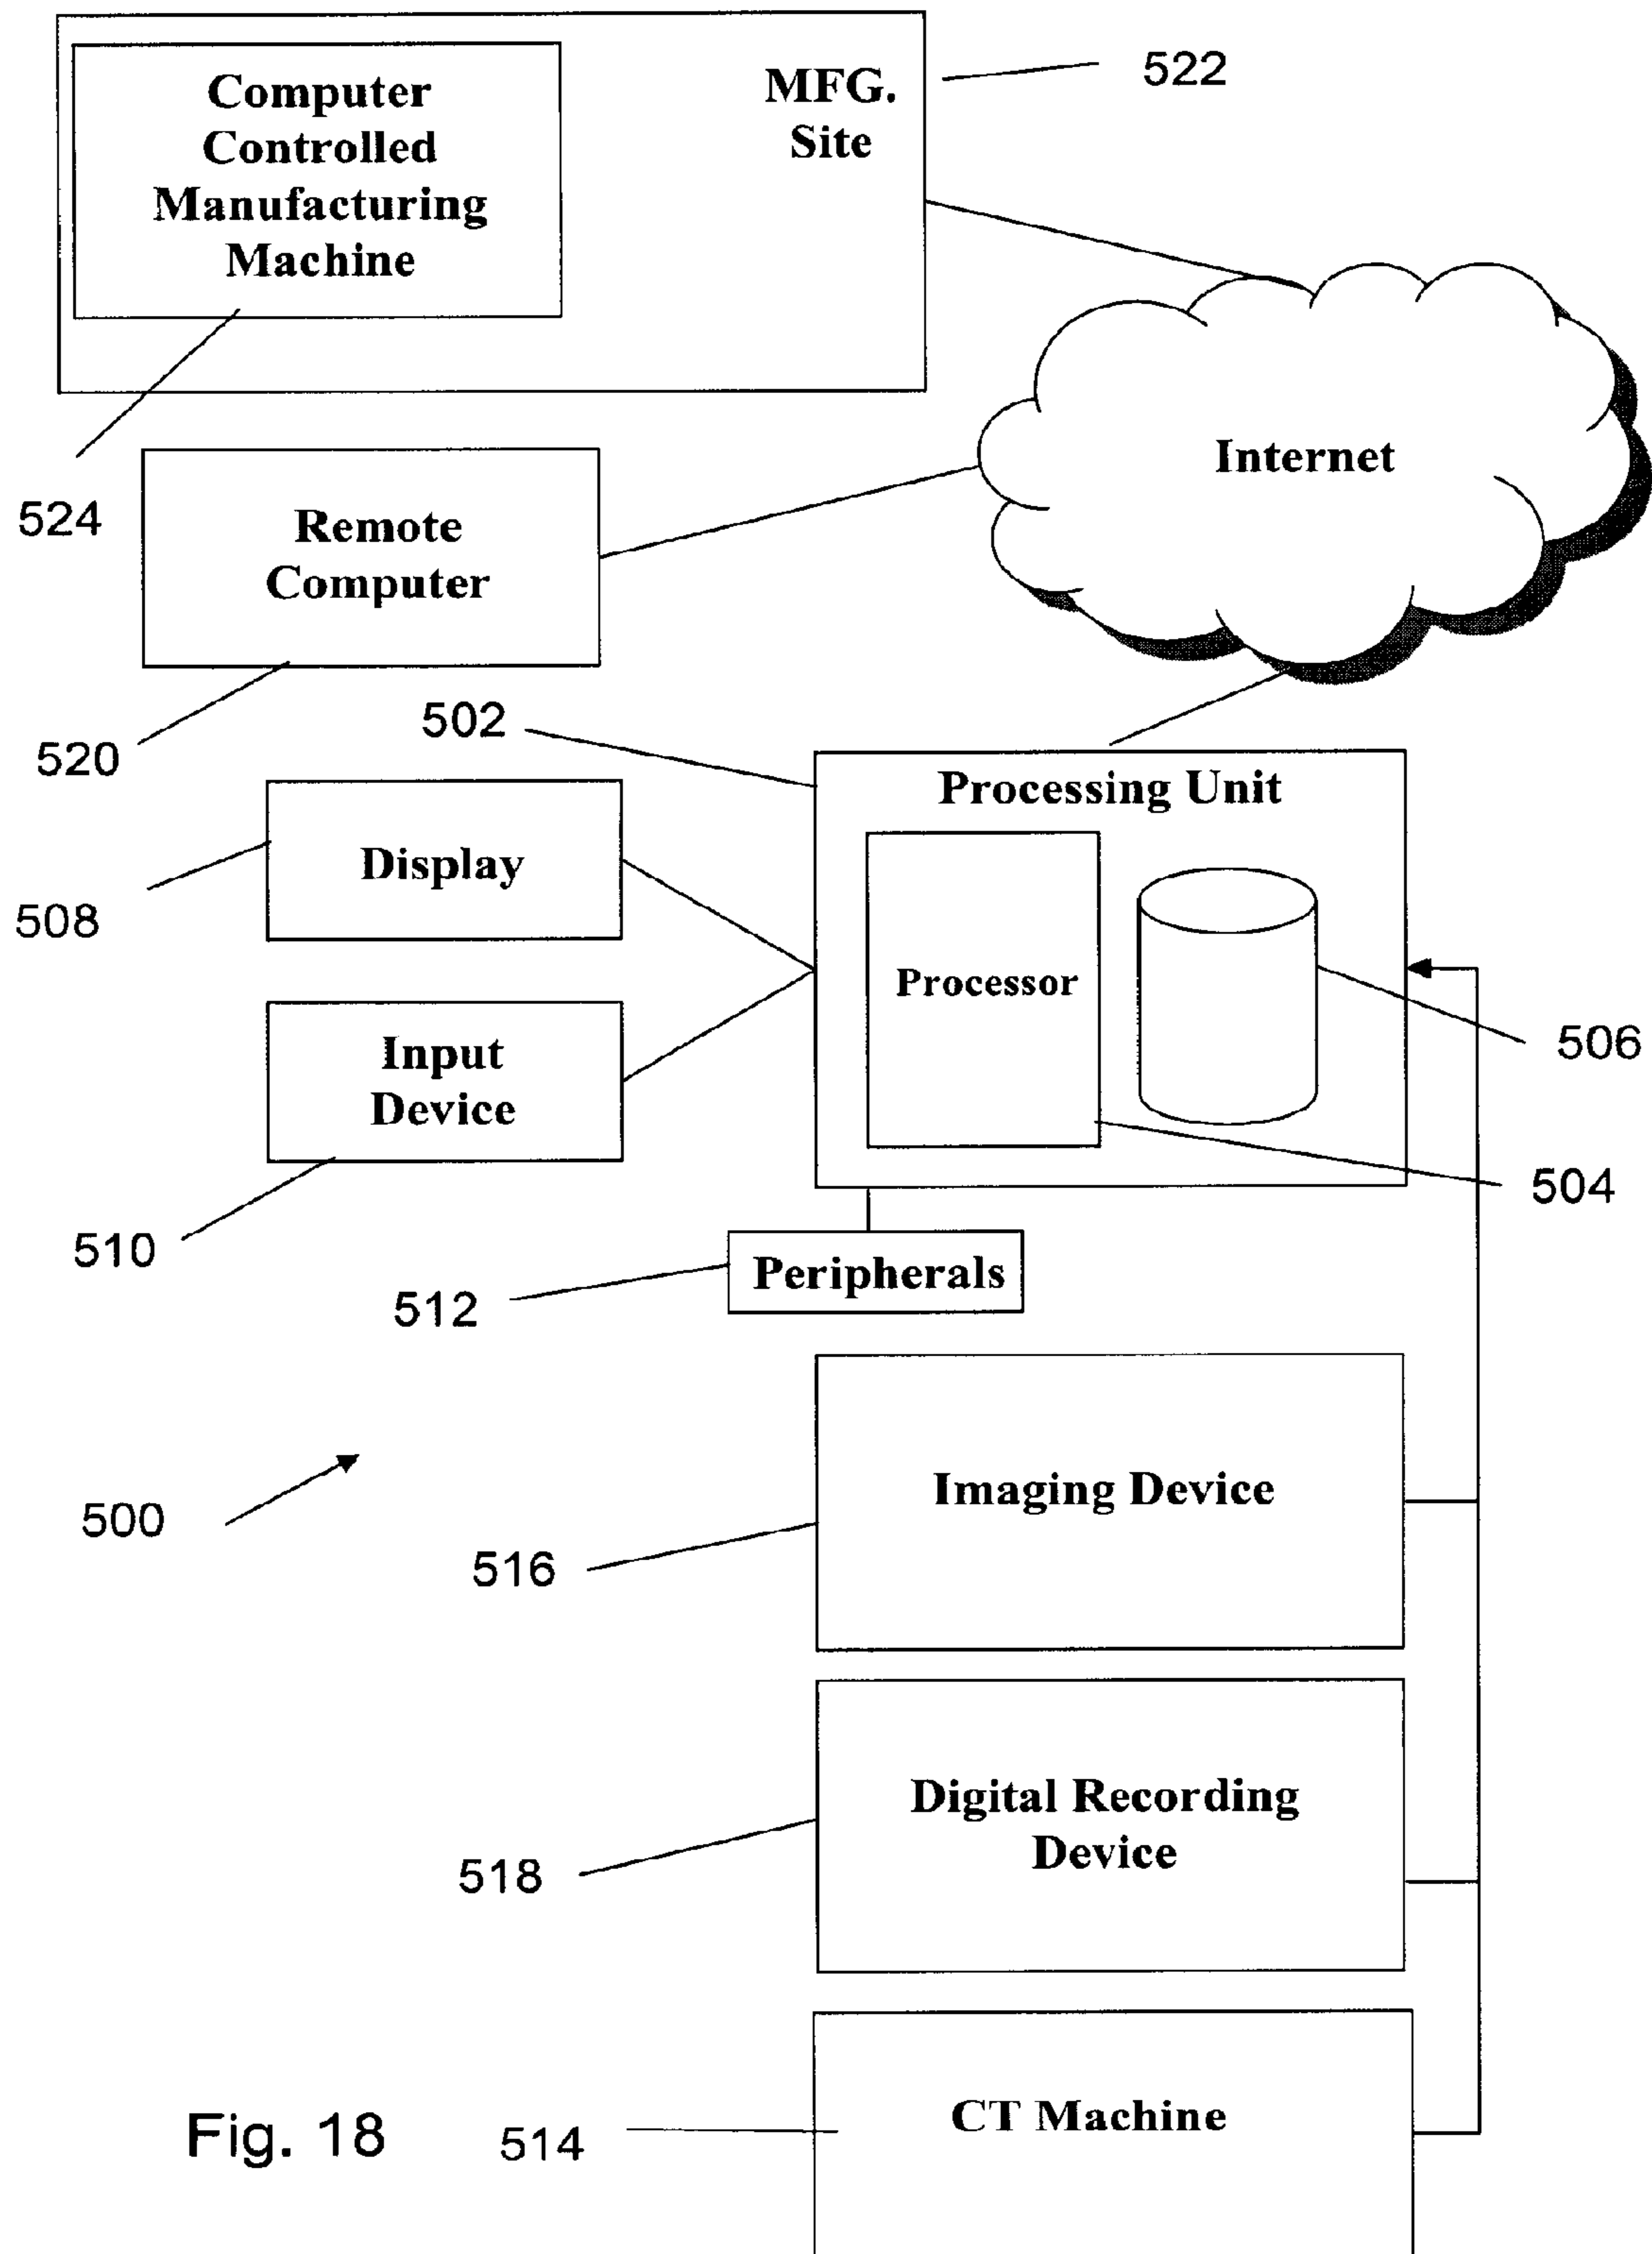 Computer
Controlled
Manufacturing
Machine
MFG.
Site
522
Internet
524
Remote
Computer
520
502
Processing Unit
Display
508
Processor
506
Input
Device
504
510
Peripherals
512
Imaging Device
500
516
Digital Recording
Device
518
CT Machine
514
Fig. 18